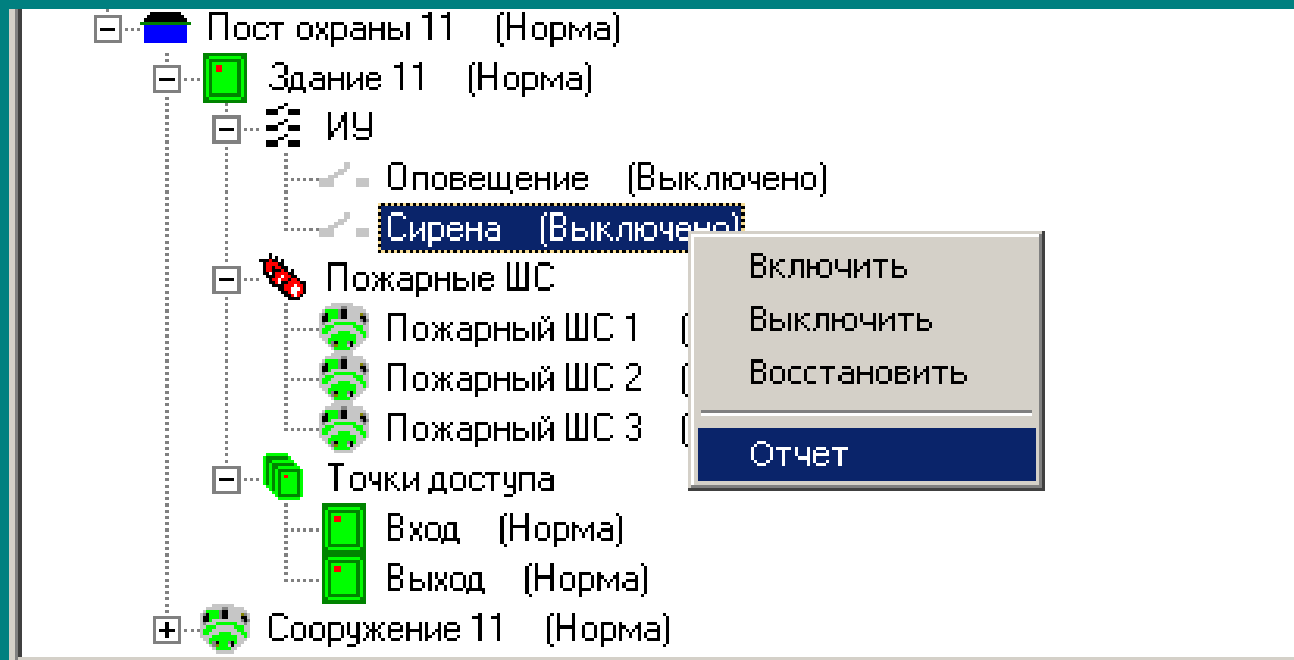 Пост охраны 11 (Норма)
Здание 11 (Норма)
ИУ
Оповещение (Выключено)
Сирена (Выключено)
Пожарные ШС
Пожарный ШС 1 (
Пожарный ШС 2 (
Пожарный ШС 3 (
Точки доступа
Вход (Норма)
Выход (Норма)
Сооружение 11 (Норма)
Включить
Выключить
Восстановить
Отчет